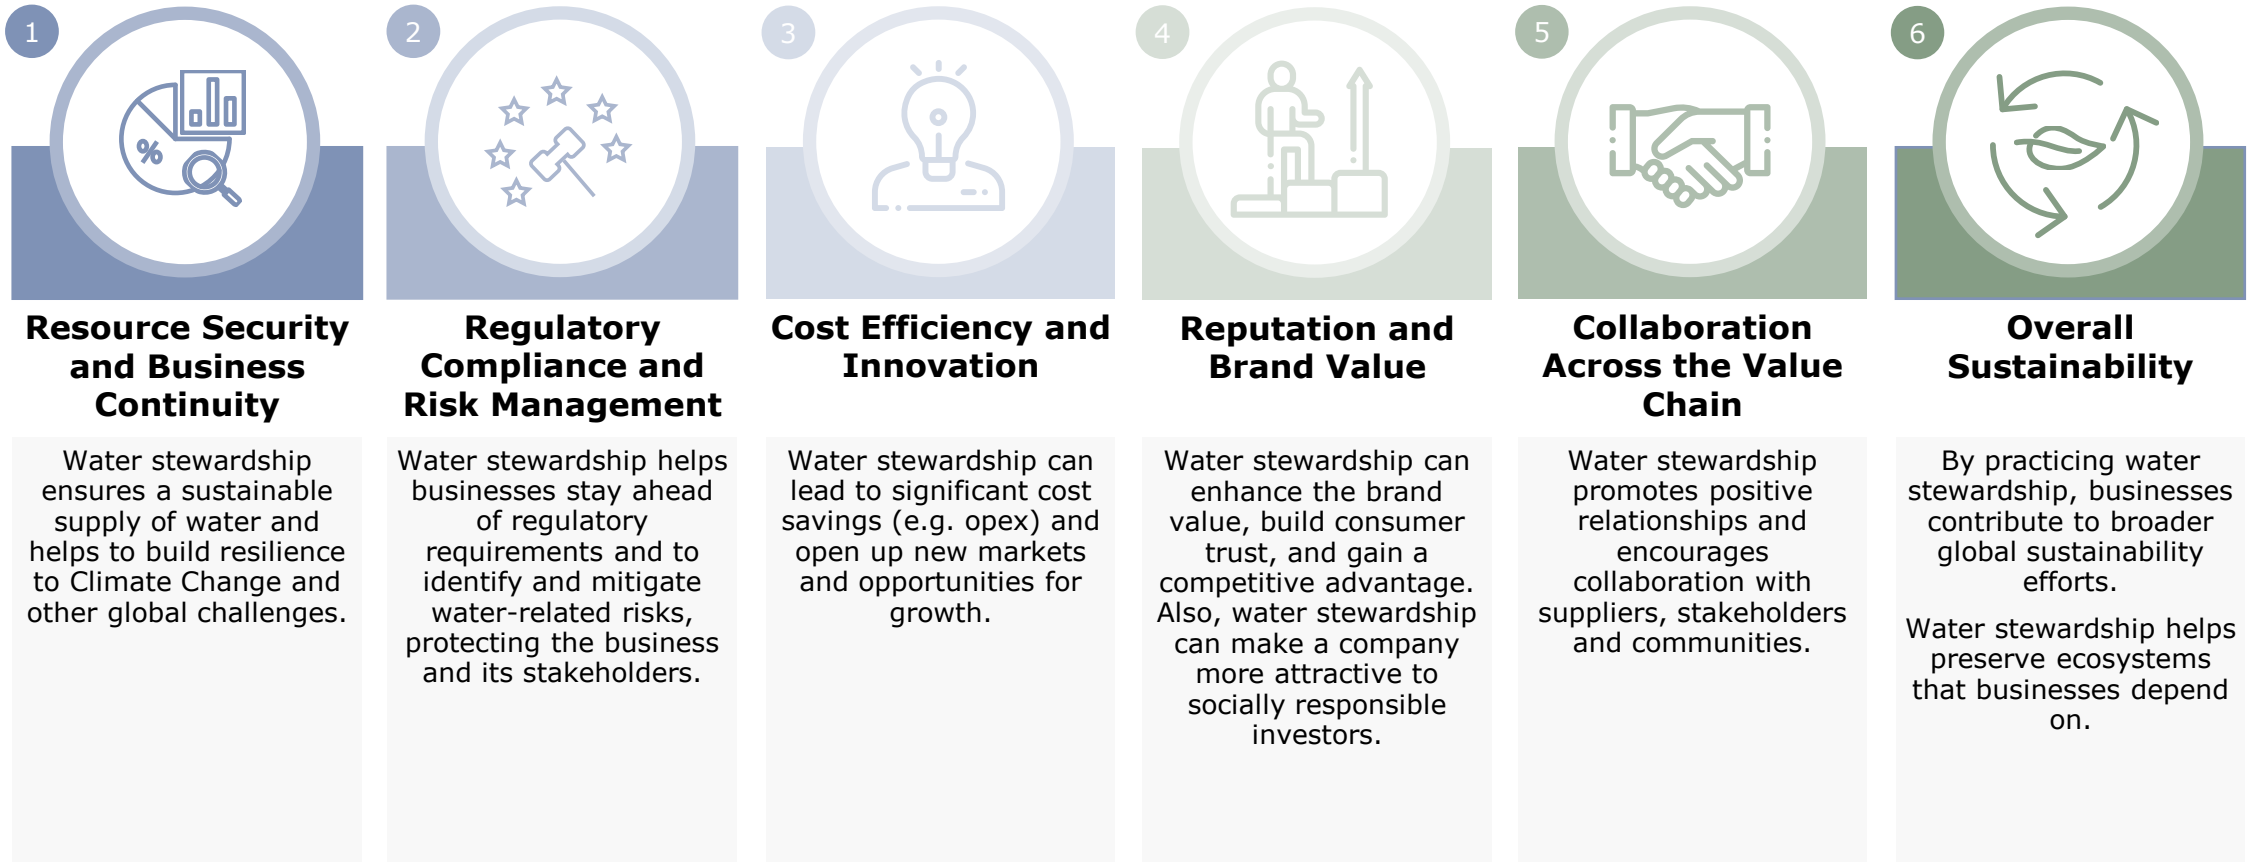 1
Resource Security
and Business
Continuity
Water stewardship
ensures a sustainable
supply of water and
helps to build resilience
to Climate Change and
other global challenges.
2
Regulatory
Compliance and
Risk Management
Water stewardship helps
businesses stay ahead
of regulatory
requirements and to
identify and mitigate
water-related risks,
protecting the business
and its stakeholders.
3
Cost Efficiency and
Innovation
Water stewardship can
lead to significant cost
savings (e.g. opex) and
open up new markets
and opportunities for
growth.
4
Reputation and
Brand Value
Water stewardship can
enhance the brand
value, build consumer
trust, and gain a
competitive advantage.
Also, water stewardship
can make a company
more attractive to
socially responsible
investors.
5
Collaboration
Across the Value
Chain
Water stewardship
promotes positive
relationships and
encourages
collaboration with
suppliers, stakeholders
and communities.
6
Overall
Sustainability
By practicing water
stewardship, businesses
contribute to broader
global sustainability
efforts.
Water stewardship helps
preserve ecosystems
that businesses depend
on.
%